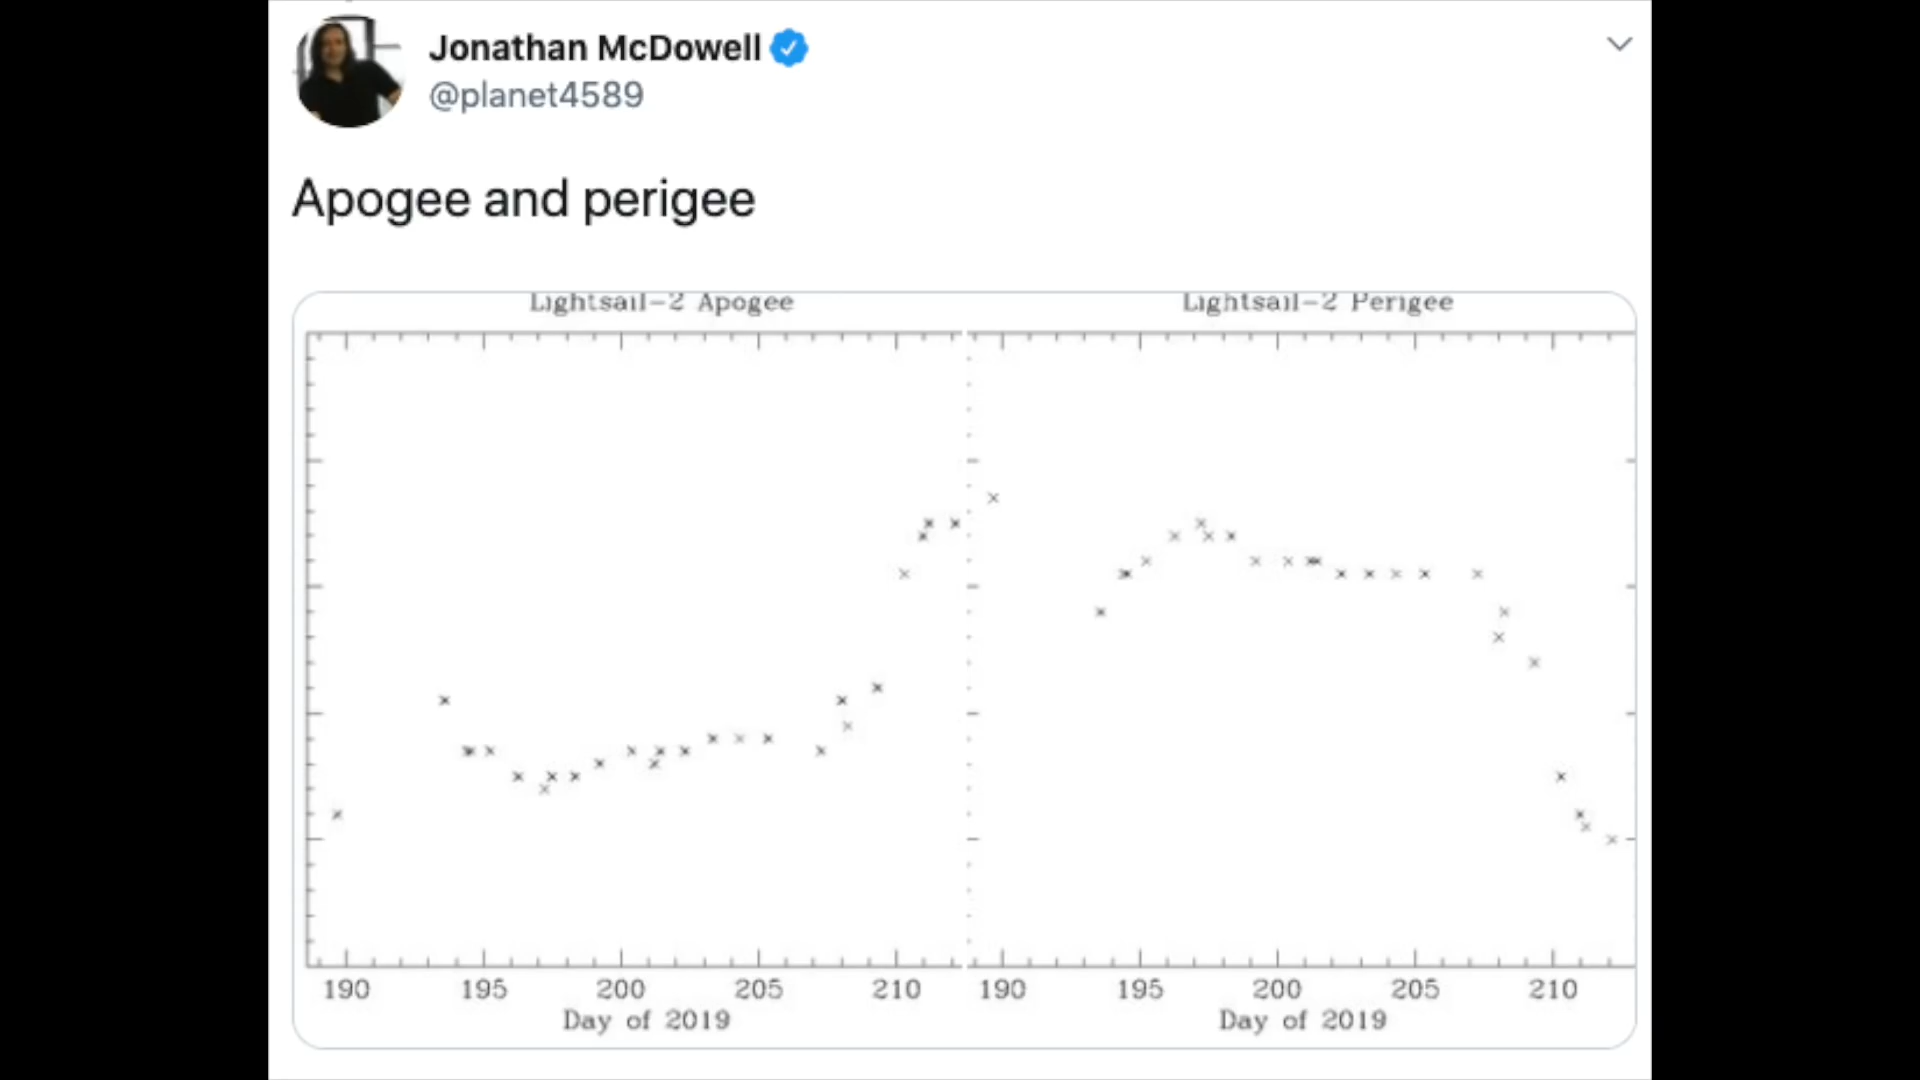 Jonathan McDowell
@planet4589
Apogee and perigee
Lightsail-2 Apogee
Lightsail-2 Perigee
190 195 200 205 210
190 195 200 205 210
Day of 2019
Day of 2019